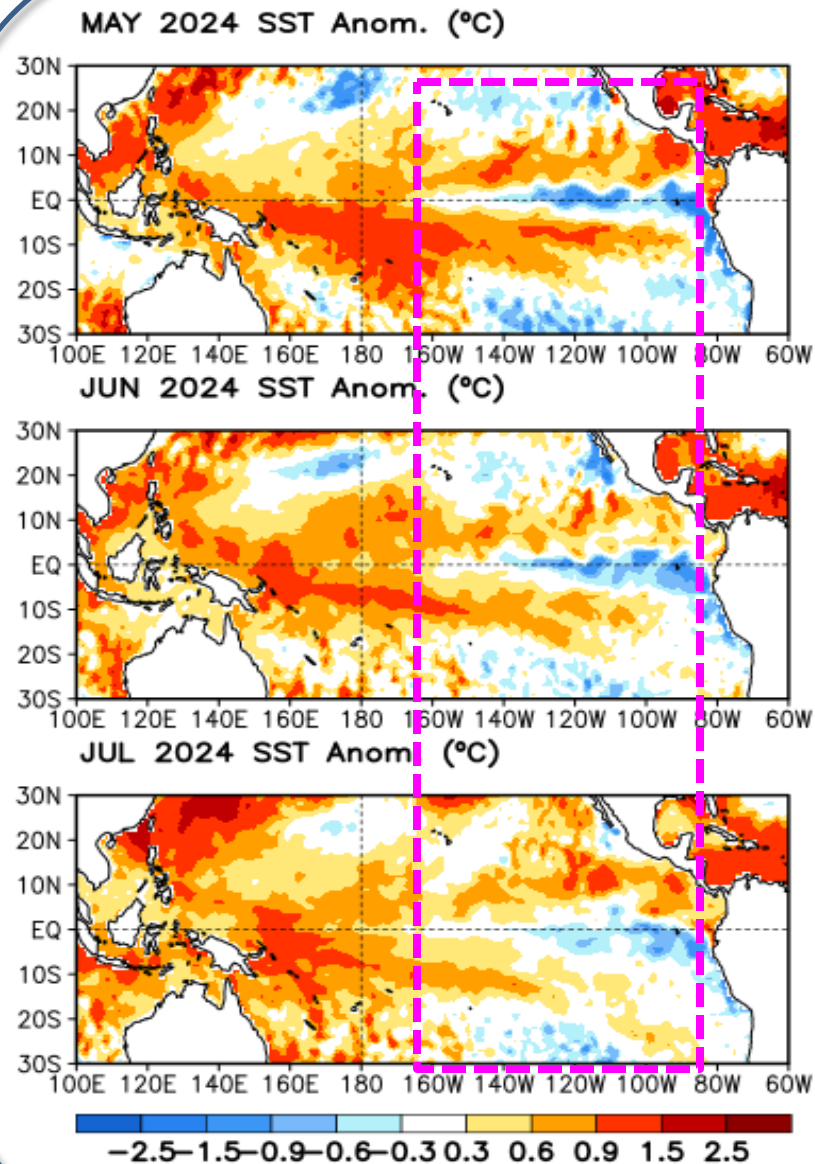 MAY 2024 SST Anom. (°C)
30N
20N
10N
EQ
10S
20S
30S
100E 120E 140E 160E 180 160W 140W 120W 100W 80W 60W
JUN 2024 SST Anom. (°C)
30N
20N
10N
EQ
10S
20S
30S
100E 120E 140E 160E 180 160W 140W 120W 100W 80W 60W
JUL 2024 SST Anom. (°C)
30N
20N
10N
EQ
10S
20S
30S
100E 120E 140E 160E 180 160W 140W 120W 100W 80W 60W
−2.5 −1.5 −0.9 −0.6 −0.3 0.3 0.6 0.9 1.5 2.5